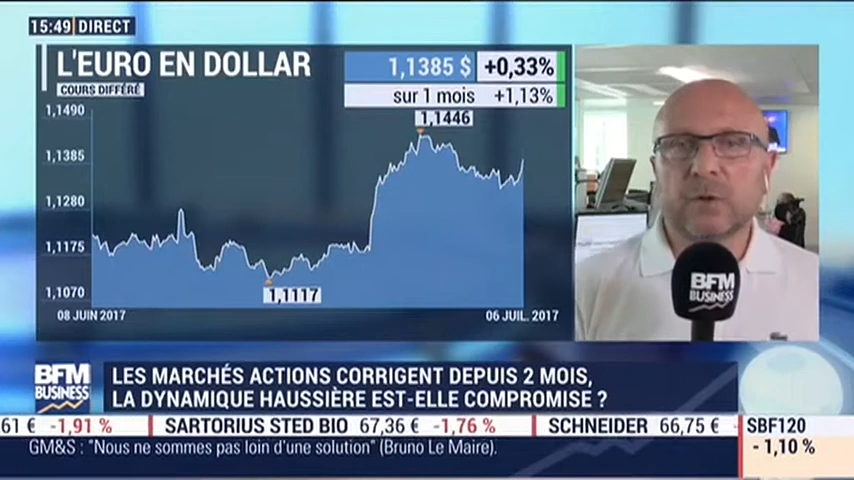 15:49 DIRECT
L'EURO EN DOLLAR
COURS DIFFÉRÉ
1,1385 $ +0,33%
sur 1 mois +1,13%
1,1490
1,1385
1,1280
1,1175
1,1070
1,1446
1,1117
08 JUIN 2017
06 JUIL. 2017
BFM
BUSINESS
BFM
BUSINESS
LES MARCHÉS ACTIONS CORRIGENT DEPUIS 2 MOIS,
LA DYNAMIQUE HAUSSIÈRE EST-ELLE COMPROMISE ?
61 € -1,91 % SARTORIUS STED BIO 67,36 € -1,76 % SCHNEIDER 66,75 €
SBF120
- 1,10 %
GM&S : "Nous ne sommes pas loin d'une solution" (Bruno Le Maire).